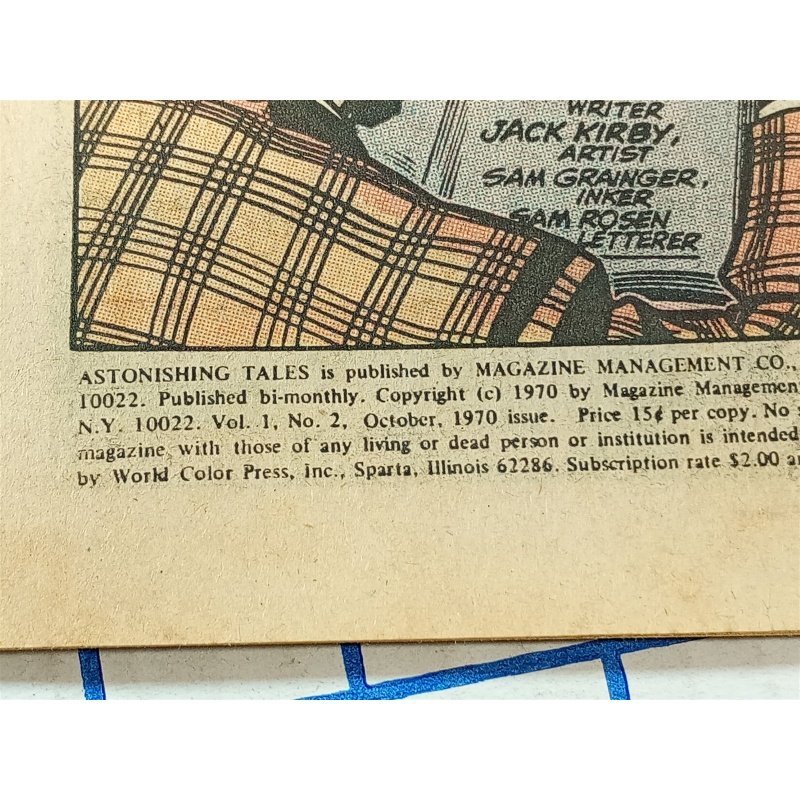 WRITER
JACK KIRBY,
ARTIST
SAM GRAINGER,
INKER
SAM ROSEN
LETTERER
ASTONISHING TALES is published by MAGAZINE MANAGEMENT CO.,
10022. Published bi-monthly. Copyright (c) 1970 by Magazine Managemen
N.Y. 10022. Vol. 1, No. 2, October, 1970 issue. Price 15¢ per copy. No
magazine with those of any living or dead person or institution is intended
by World Color Press, Inc., Sparta, Illinois 62286. Subscription rate $2.00